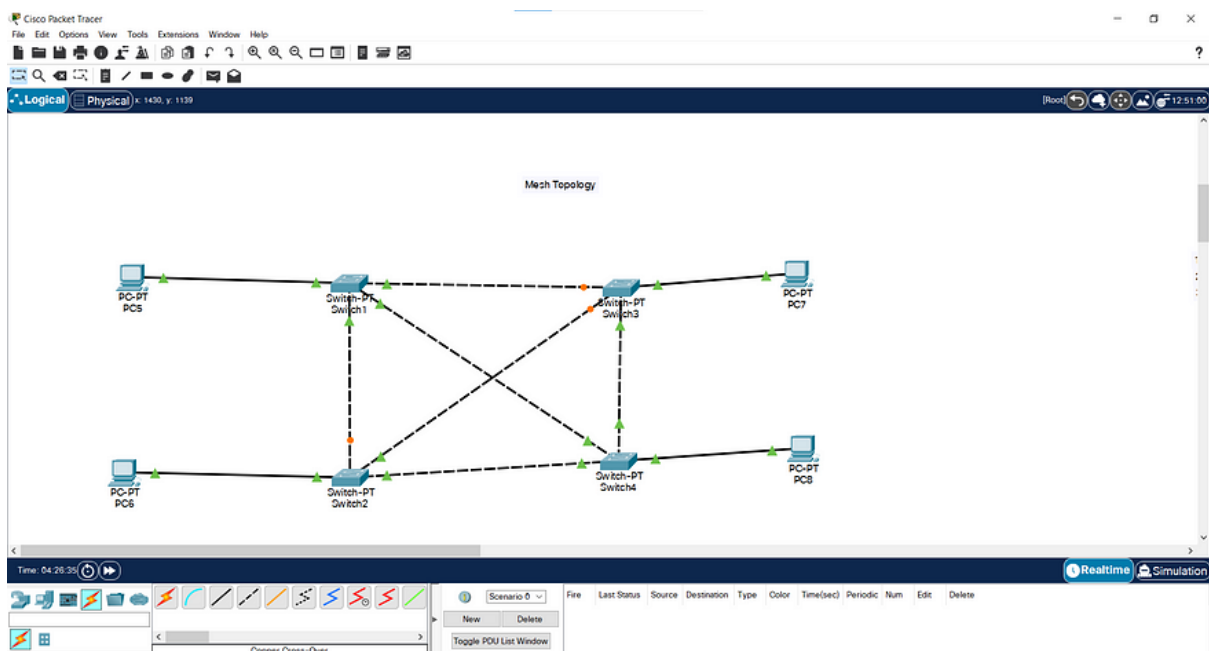 Cisco Packet Tracer
File Edit Options View Tools Extensions Window Help
?
Logical Physical x: 1430, y: 1139 [Root] 12:51:00
Mesh Topology
PC-PT
PC5
Switch-PT
Switch1
Switch-PT
Switch3
PC-PT
PC7
PC-PT
PC6
Switch-PT
Switch2
Switch-PT
Switch4
PC-PT
PC8
Time: 04:26:35 Realtime Simulation
Scenario 0 Fire Last Status Source Destination Type Color Time(sec) Periodic Num Edit Delete
New Delete
Toggle PDU List Window
Copper Cross-Over